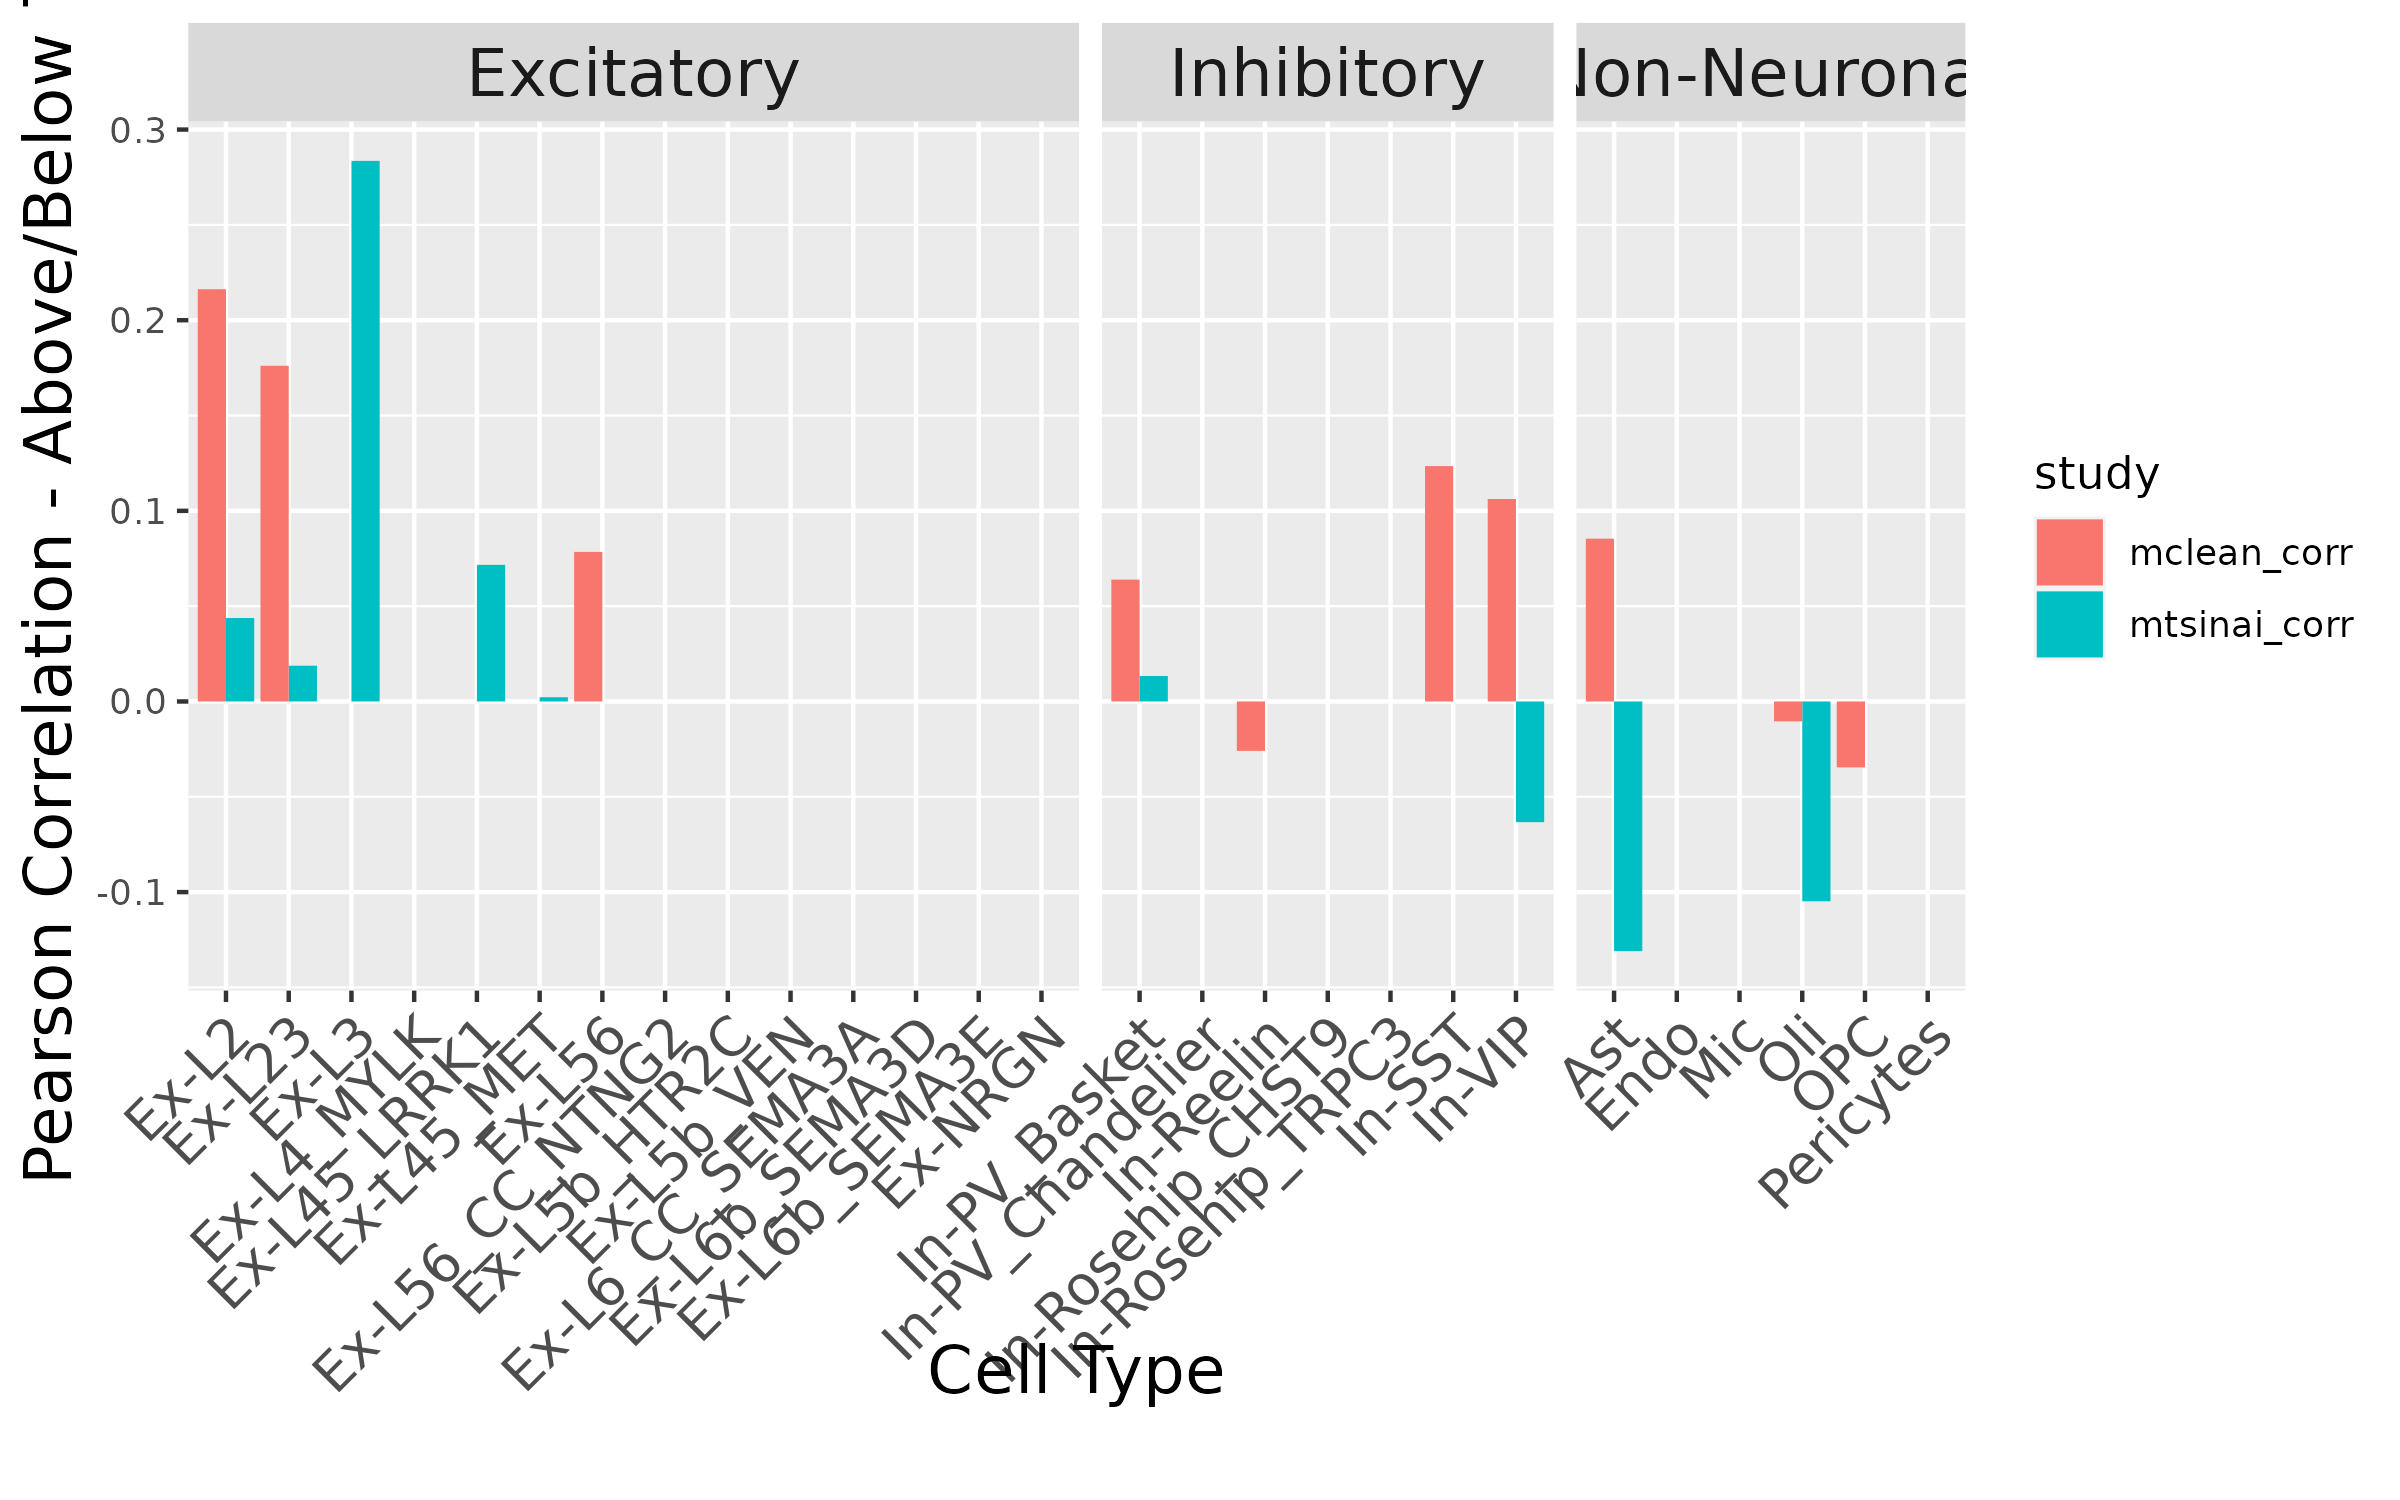 Pearson Correlation - Above/Below
Excitatory
Inhibitory
Non-Neurona
0.3
0.2
0.1
0.0
-0.1
Ex-L2
Ex-L23
Ex-L3
Ex-L4_MYLK
Ex-L45_LRRK1
Ex-L45_MET
Ex-L56
Ex-L56_CC_NTNG2
Ex-L5b_HTR2C
Ex-L5b_VEN
Ex-L6_CC_SEMA3A
Ex-L6b_SEMA3D
Ex-L6b_SEMA3E
Ex-NRGN
In-PV_Basket
In-PV_Chandelier
In-Reelin
In-Rosehip_CHST9
In-Rosehip_TRPC3
In-SST
In-VIP
Ast
Endo
Mic
Oli
OPC
Pericytes
Cell Type
study
mclean_corr
mtsinai_corr